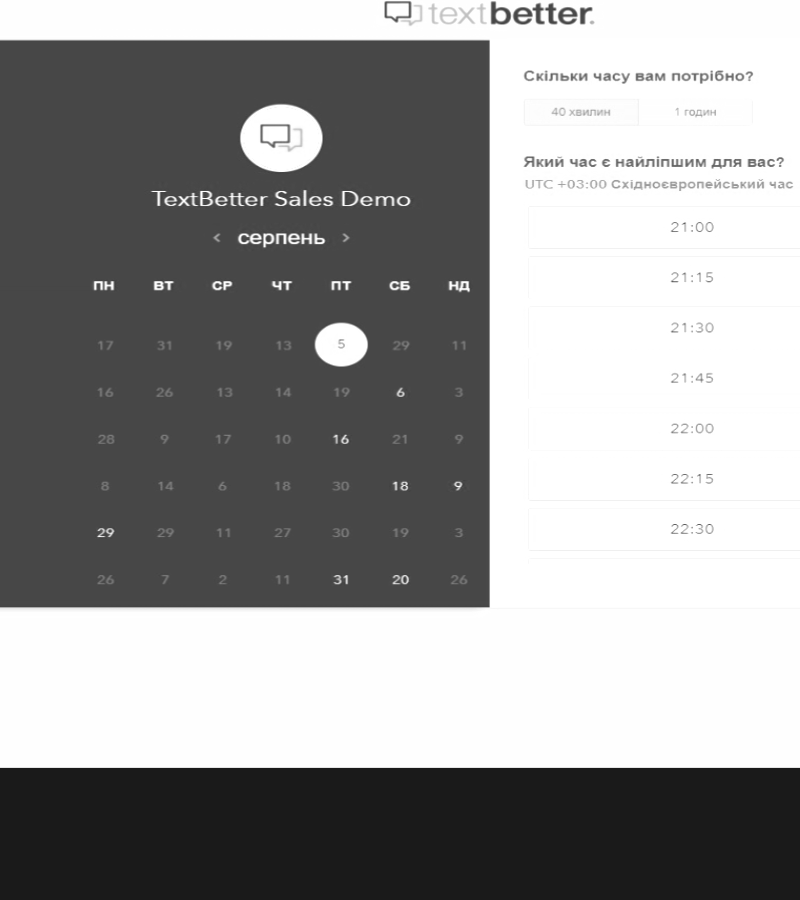 textbetter.
TextBetter Sales Demo
< серпень >
ПН ВТ СР ЧТ ПТ СБ НД
17 31 19 13 5 29 11
16 26 13 14 19 6 3
28 9 17 10 16 21 9
8 14 6 18 30 18 9
29 29 11 27 30 19 3
26 7 2 11 31 20 26
Скільки часу вам потрібно?
40 хвилин 1 годин
Який час є найліпшим для вас?
UTC +03:00 Східноєвропейський час
21:00
21:15
21:30
21:45
22:00
22:15
22:30